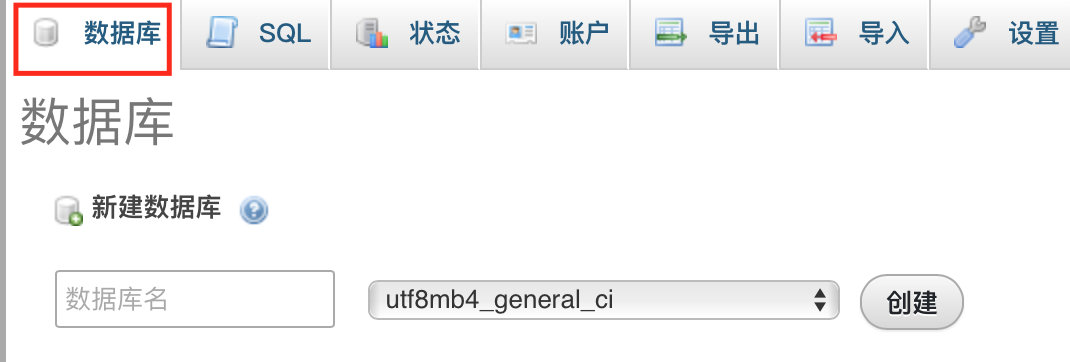 数据库 SQL 状态 账户 导出 导入 设置
数据库
新建数据库
数据库名 utf8mb4_general_ci 创建